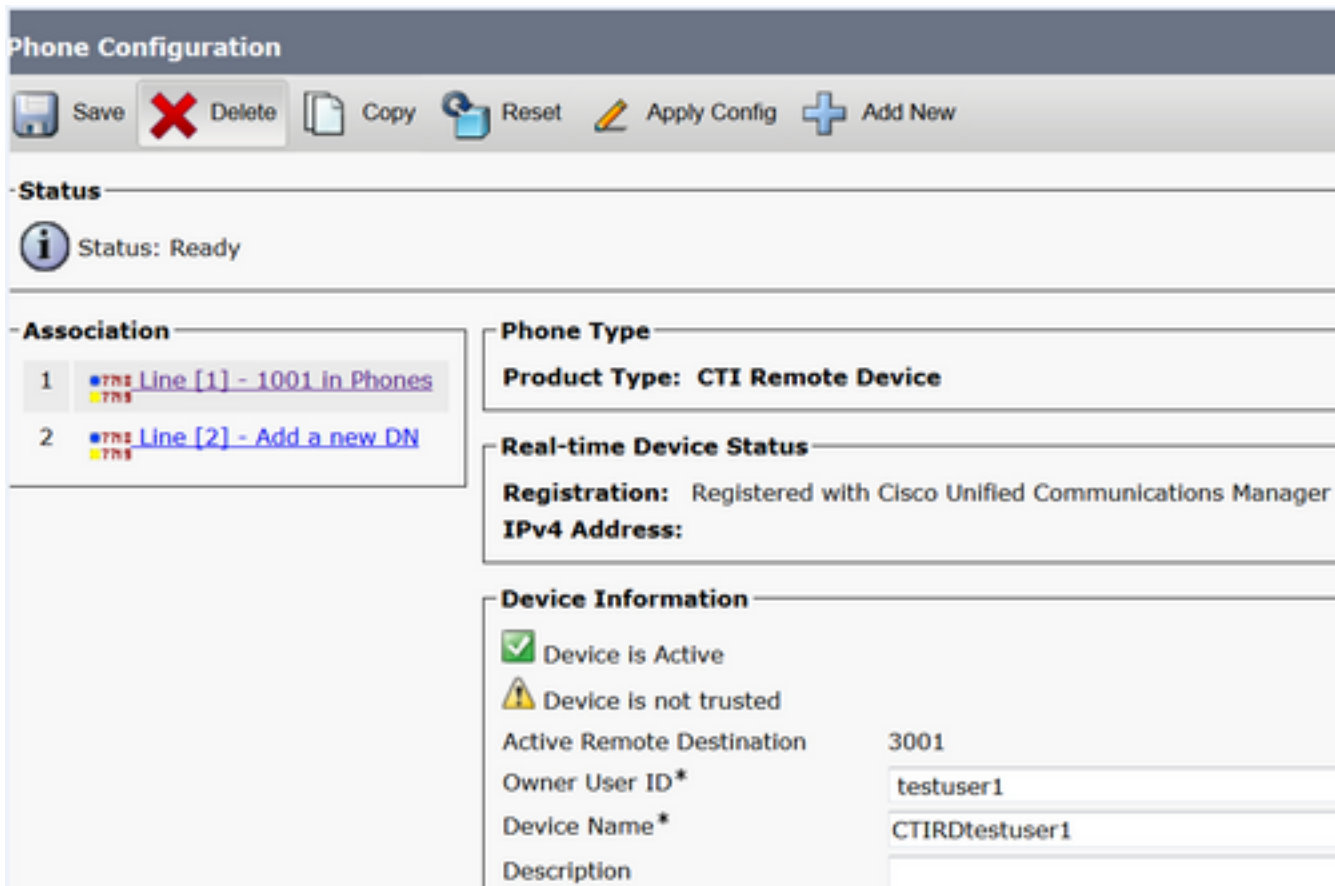 Phone Configuration
Save Delete Copy Reset Apply Config Add New
Status
Status: Ready
Association
1 Line [1] - 1001 in Phones
2 Line [2] - Add a new DN
Phone Type
Product Type: CTI Remote Device
Real-time Device Status
Registration: Registered with Cisco Unified Communications Manager
IPv4 Address:
Device Information
Device is Active
Device is not trusted
Active Remote Destination 3001
Owner User ID* testuser1
Device Name* CTIRDtestuser1
Description